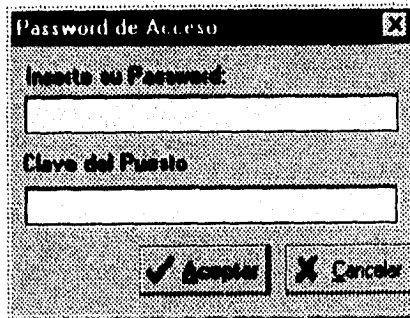 Password de Acceso
Inserte su Password:
Clave del Puesto
Aceptar Cancelar